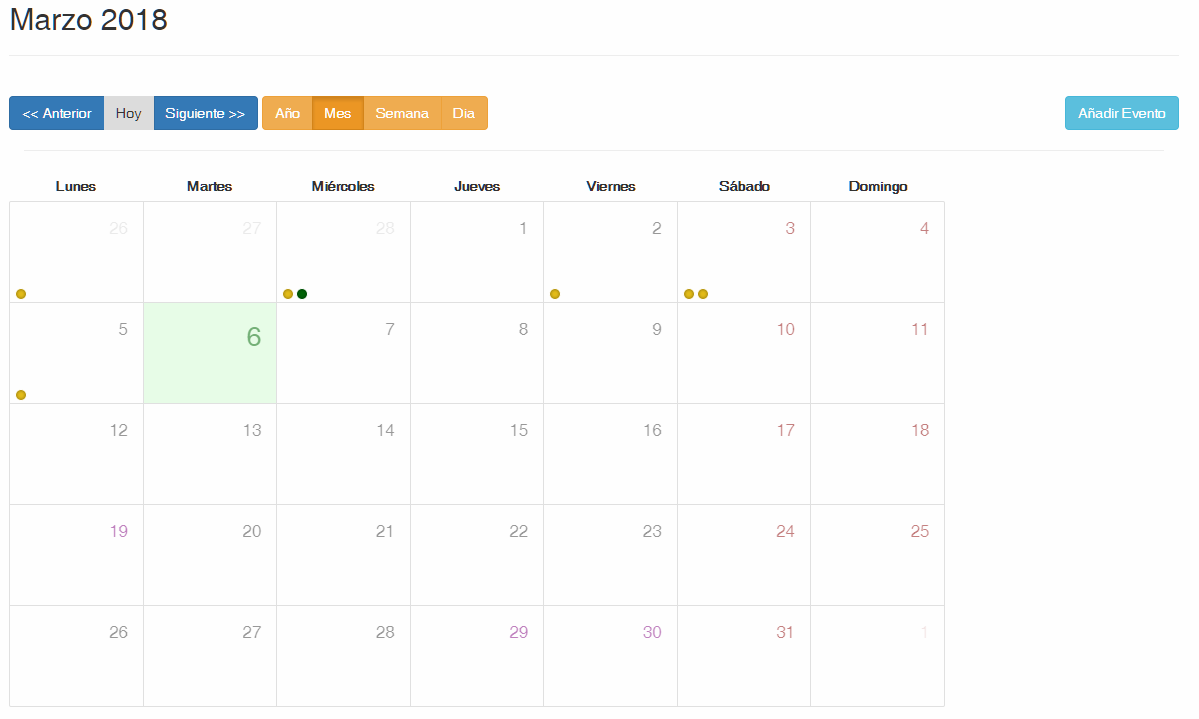 Marzo 2018
<< Anterior Hoy Siguiente >> Año Mes Semana Día Añadir Evento
Lunes Martes Miércoles Jueves Viernes Sábado Domingo
26 27 28 1 2 3 4
5 6 7 8 9 10 11
12 13 14 15 16 17 18
19 20 21 22 23 24 25
26 27 28 29 30 31 1